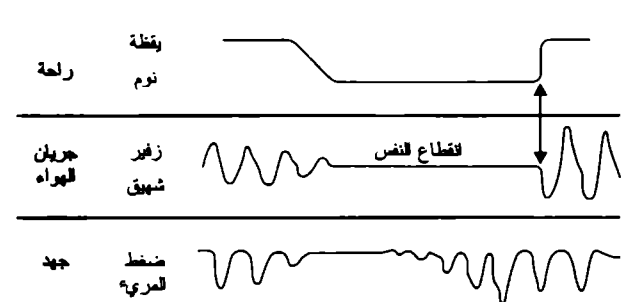 يقظة
راحة
نوم
زفير
جريان
الهواء
شهيق
انقطاع النفس
ضغط
المريء
جهد